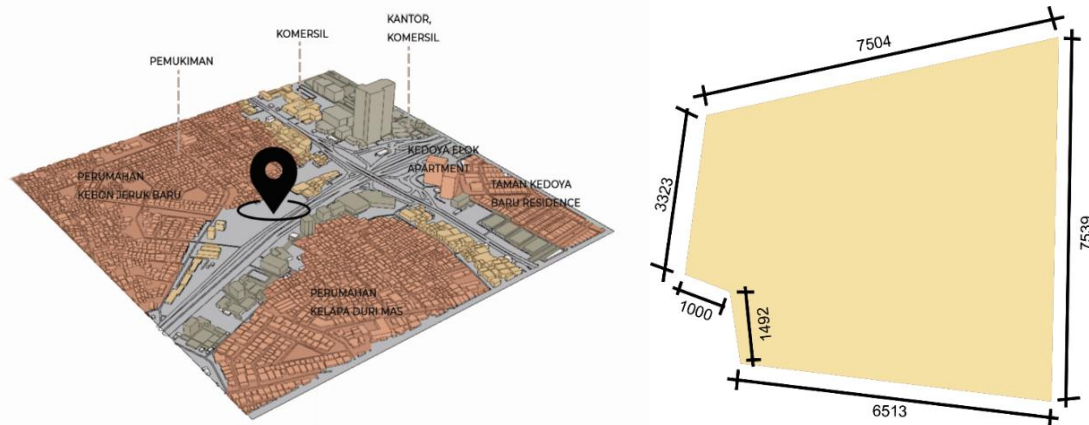 KANTOR,
KOMERSIL
KOMERSIL
PEMUKIMAN
KEDOYA ELOK
APARTMENT
PERUMAHAN
KEBON JERUK BARU
TAMAN KEDOYA
BARU RESIDENCE
PERUMAHAN
KELAPA DURI MAS
7504
3323
7539
1000
1492
6513